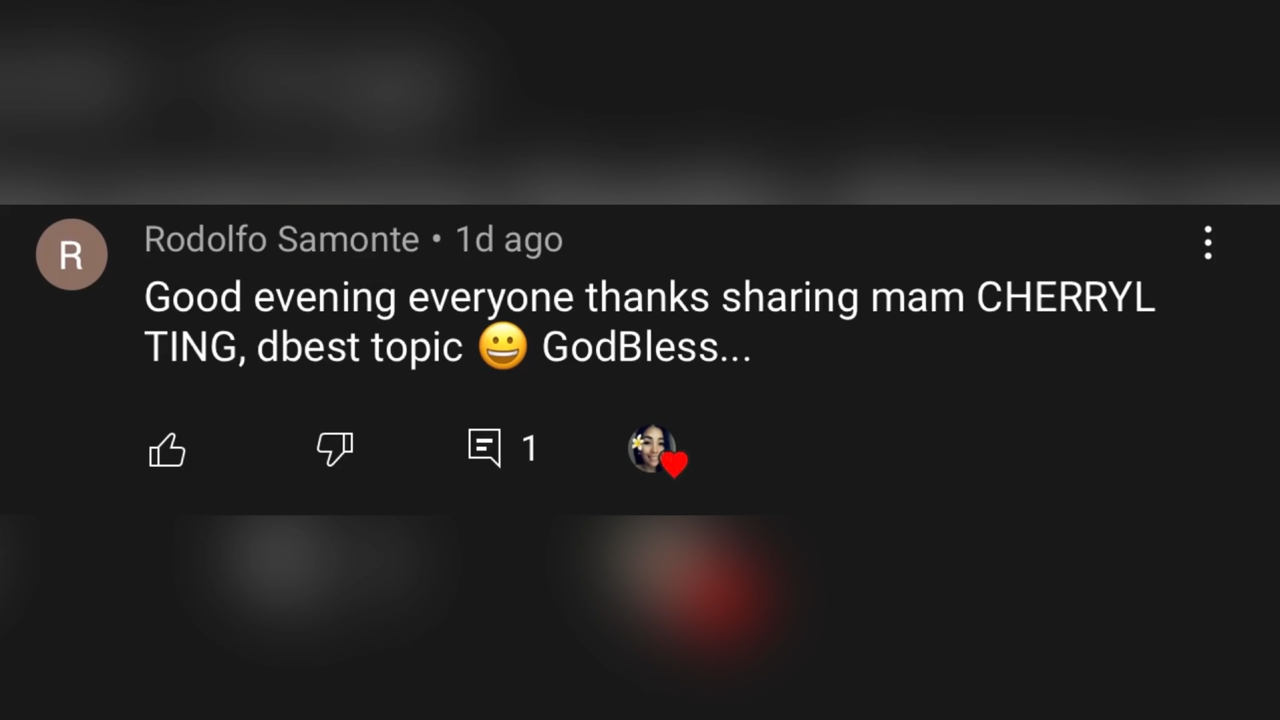 R
Rodolfo Samonte • 1d ago
Good evening everyone thanks sharing mam CHERRYL
TING, dbest topic 😀 GodBless...
1